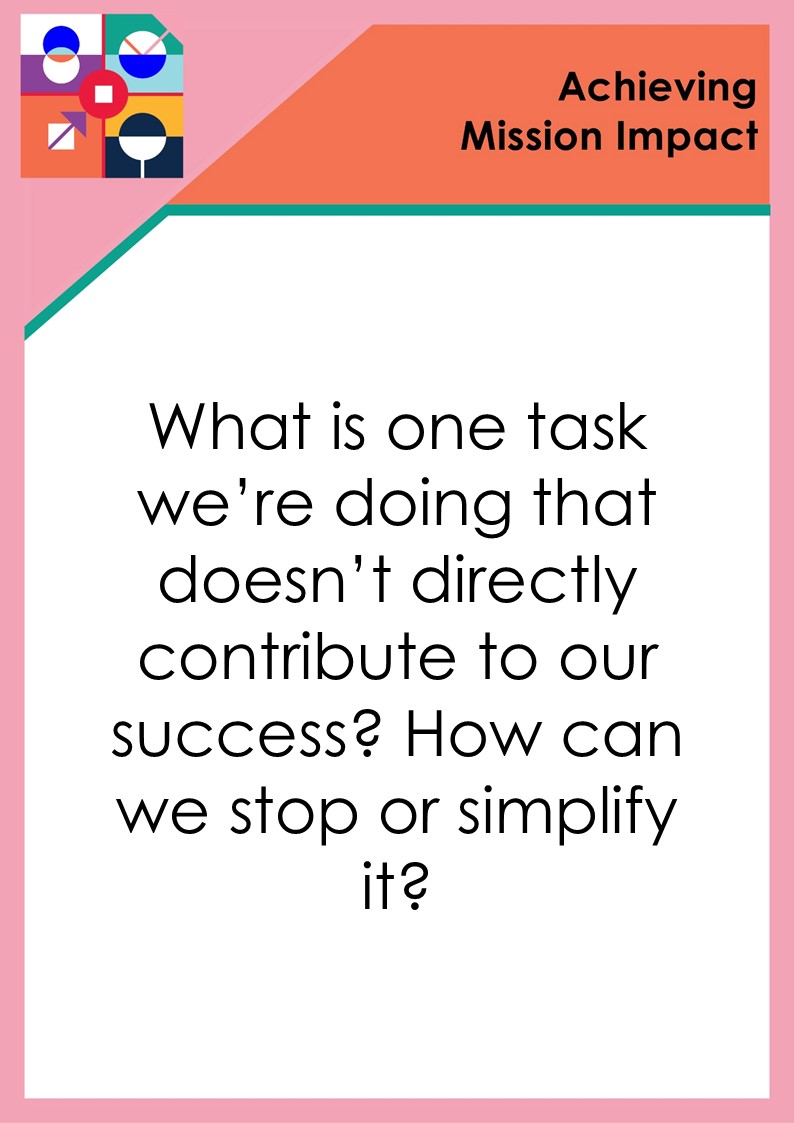 Achieving
Mission Impact
What is one task
we’re doing that
doesn’t directly
contribute to our
success? How can
we stop or simplify
it?